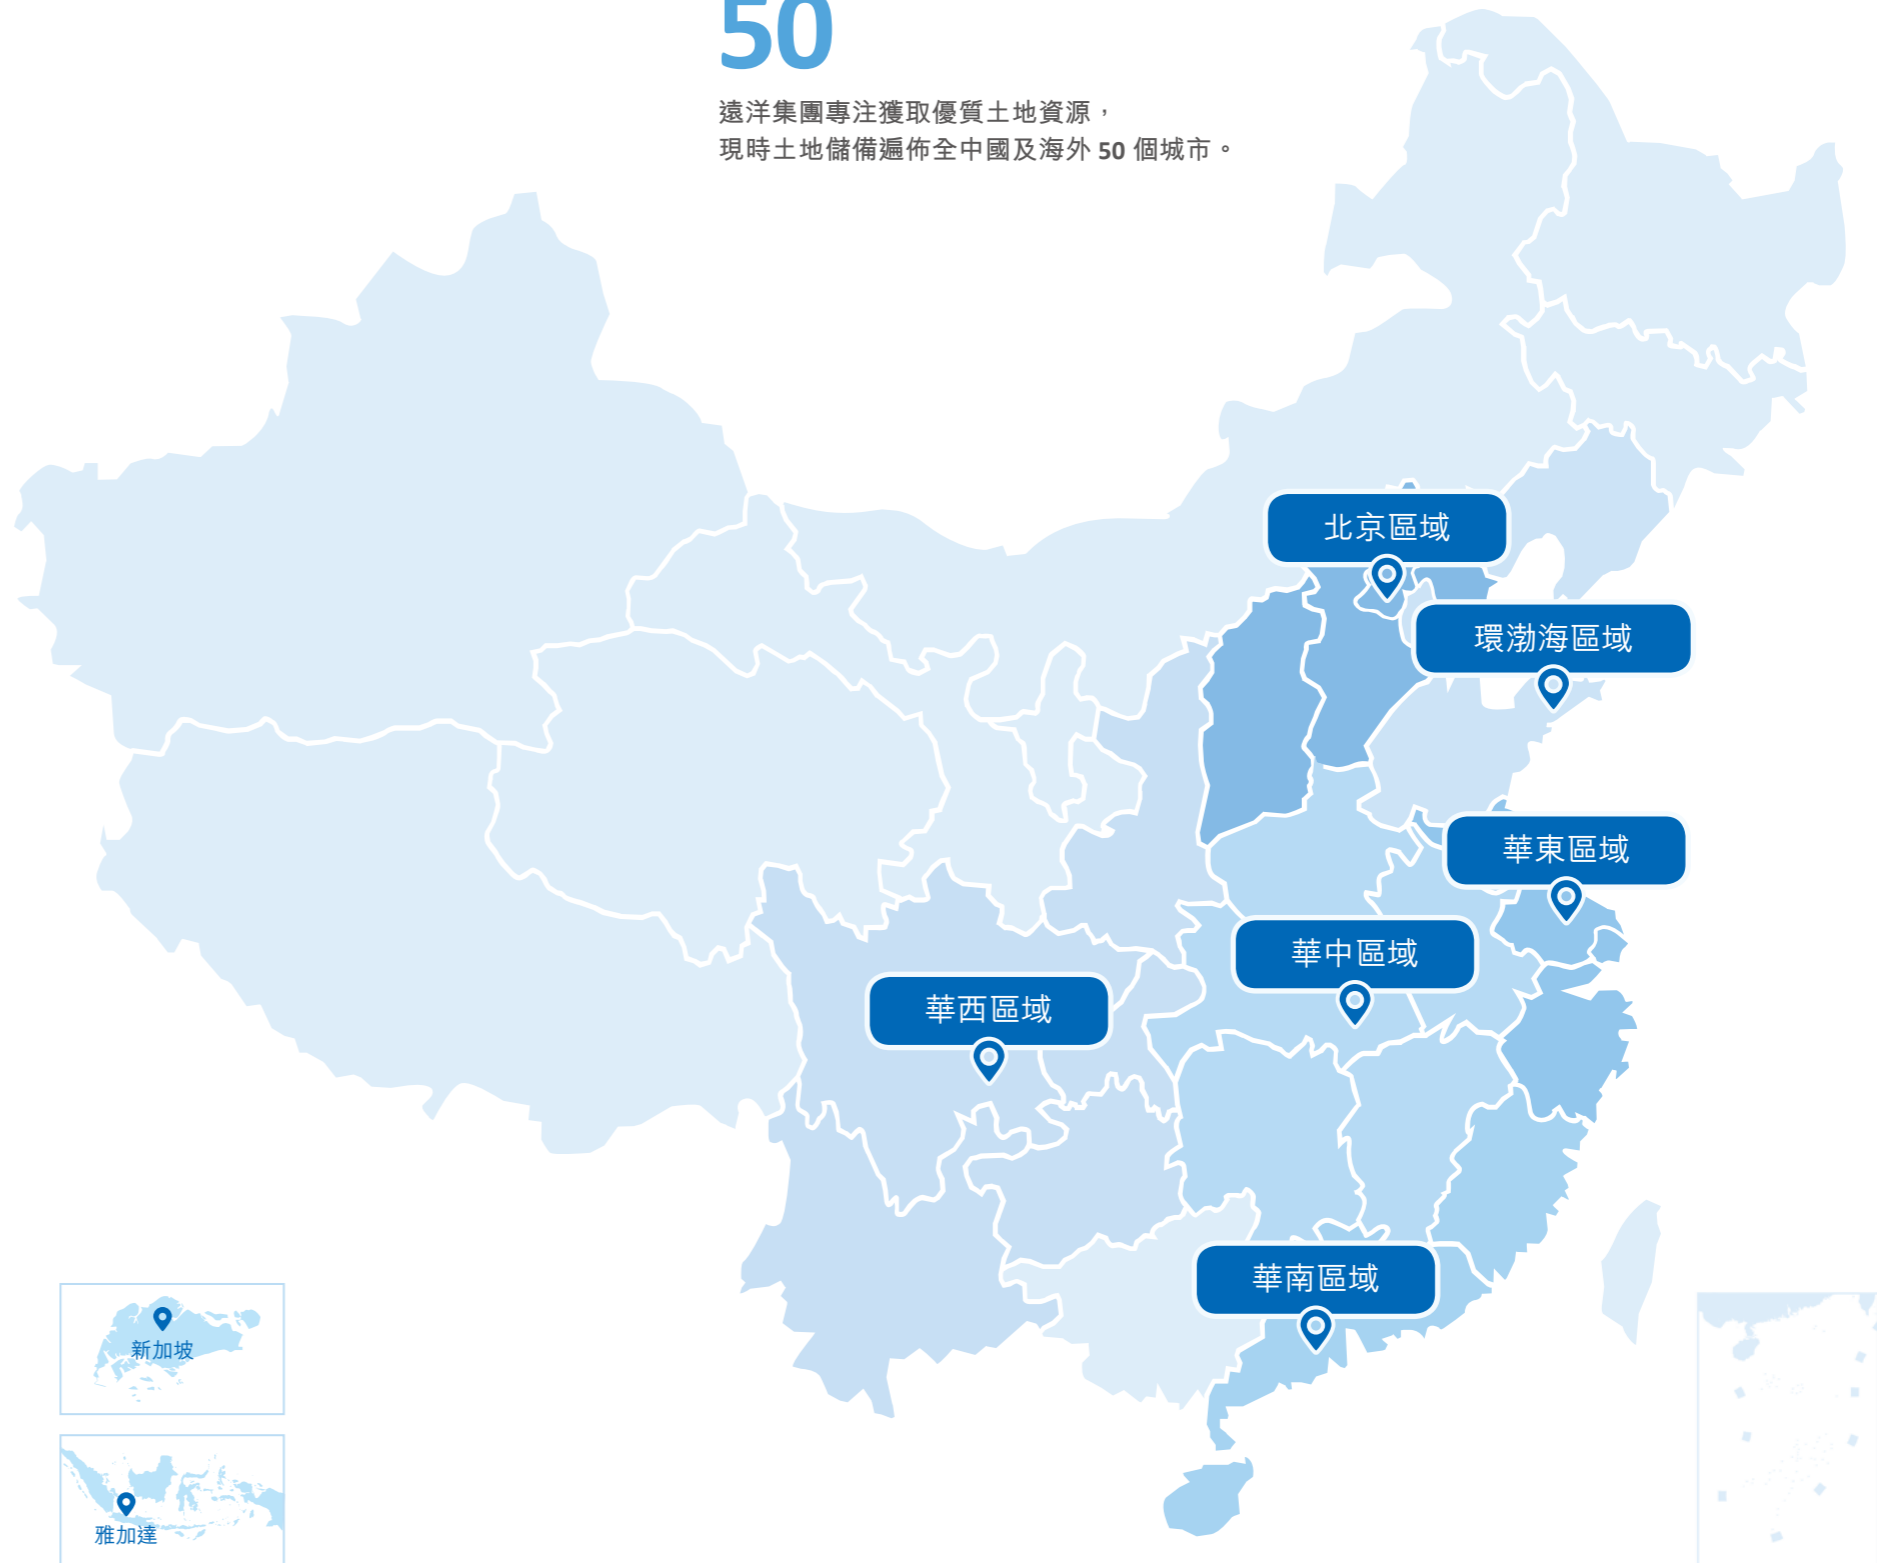 50
遠洋集團專注獲取優質土地資源，
現時土地儲備遍佈全中國及海外 50 個城市。
北京區域
環渤海區域
華東區域
華中區域
華西區域
華南區域
新加坡
雅加達